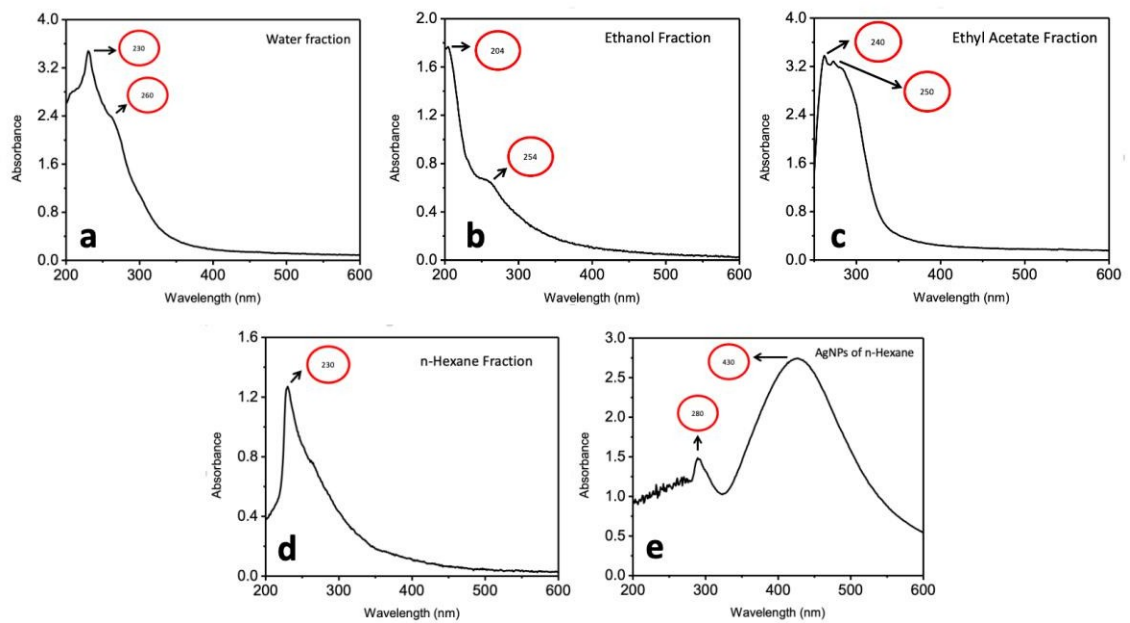 4.0
3.2
2.4
1.6
0.8
0.0
Absorbance
Water fraction
230
260
a
200 300 400 500 600
Wavelength (nm)
2.0
1.6
1.2
0.8
0.4
0.0
Absorbance
Ethanol Fraction
204
254
b
200 300 400 500 600
Wavelength (nm)
4.0
3.2
2.4
1.6
0.8
0.0
Absorbance
Ethyl Acetate Fraction
240
250
c
300 400 500 600
Wavelength (nm)
1.6
1.2
0.8
0.4
0.0
Absorbance
n-Hexane Fraction
230
d
200 300 400 500 600
Wavelength (nm)
3.0
2.5
2.0
1.5
1.0
0.5
0.0
Absorbance
AgNPs of n-Hexane
430
280
e
200 300 400 500 600
Wavelength (nm)